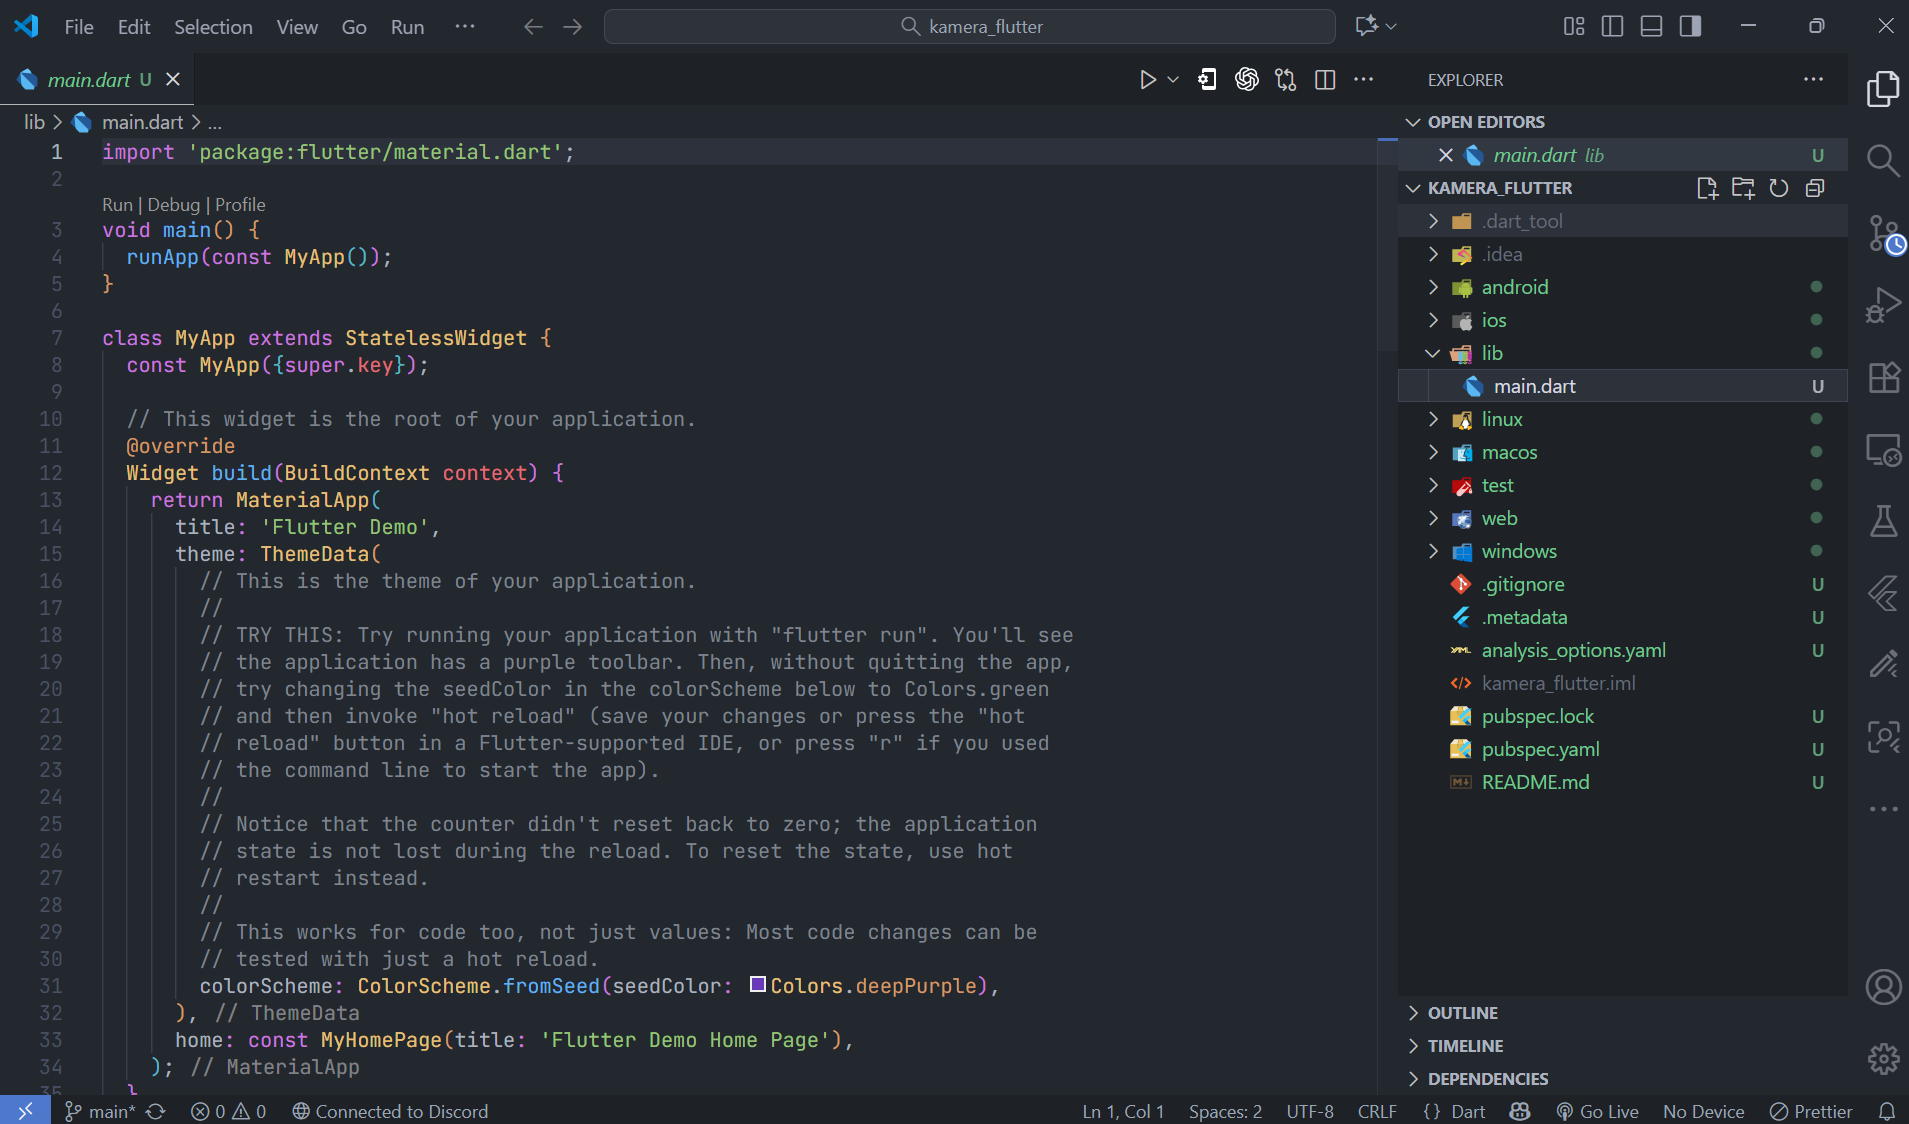 File Edit Selection View Go Run ···
kamera_flutter
main.dart U
lib > main.dart > ...
1 import 'package:flutter/material.dart';
2
Run | Debug | Profile
3 void main() {
4 runApp(const MyApp());
5 }
6
7 class MyApp extends StatelessWidget {
8 const MyApp({super.key});
9
10 // This widget is the root of your application.
11 @override
12 Widget build(BuildContext context) {
13 return MaterialApp(
14 title: 'Flutter Demo',
15 theme: ThemeData(
16 // This is the theme of your application.
17 //
18 // TRY THIS: Try running your application with "flutter run". You'll see
19 // the application has a purple toolbar. Then, without quitting the app,
20 // try changing the seedColor in the colorScheme below to Colors.green
21 // and then invoke "hot reload" (save your changes or press the "hot
22 // reload" button in a Flutter-supported IDE, or press "r" if you used
23 // the command line to start the app).
24 //
25 // Notice that the counter didn't reset back to zero; the application
26 // state is not lost during the reload. To reset the state, use hot
27 // restart instead.
28 //
29 // This works for code too, not just values: Most code changes can be
30 // tested with just a hot reload.
31 colorScheme: ColorScheme.fromSeed(seedColor: Colors.deepPurple),
32 ), // ThemeData
33 home: const MyHomePage(title: 'Flutter Demo Home Page'),
34 ); // MaterialApp
35 }
EXPLORER
OPEN EDITORS
main.dart lib U
KAMERA_FLUTTER
.dart_tool
.idea
android
ios
lib
main.dart U
linux
macos
test
web
windows
.gitignore U
.metadata U
analysis_options.yaml U
kamera_flutter.iml
pubspec.lock U
pubspec.yaml U
README.md U
OUTLINE
TIMELINE
DEPENDENCIES
main* 0 0 Connected to Discord
Ln 1, Col 1 Spaces: 2 UTF-8 CRLF {} Dart Go Live No Device Prettier